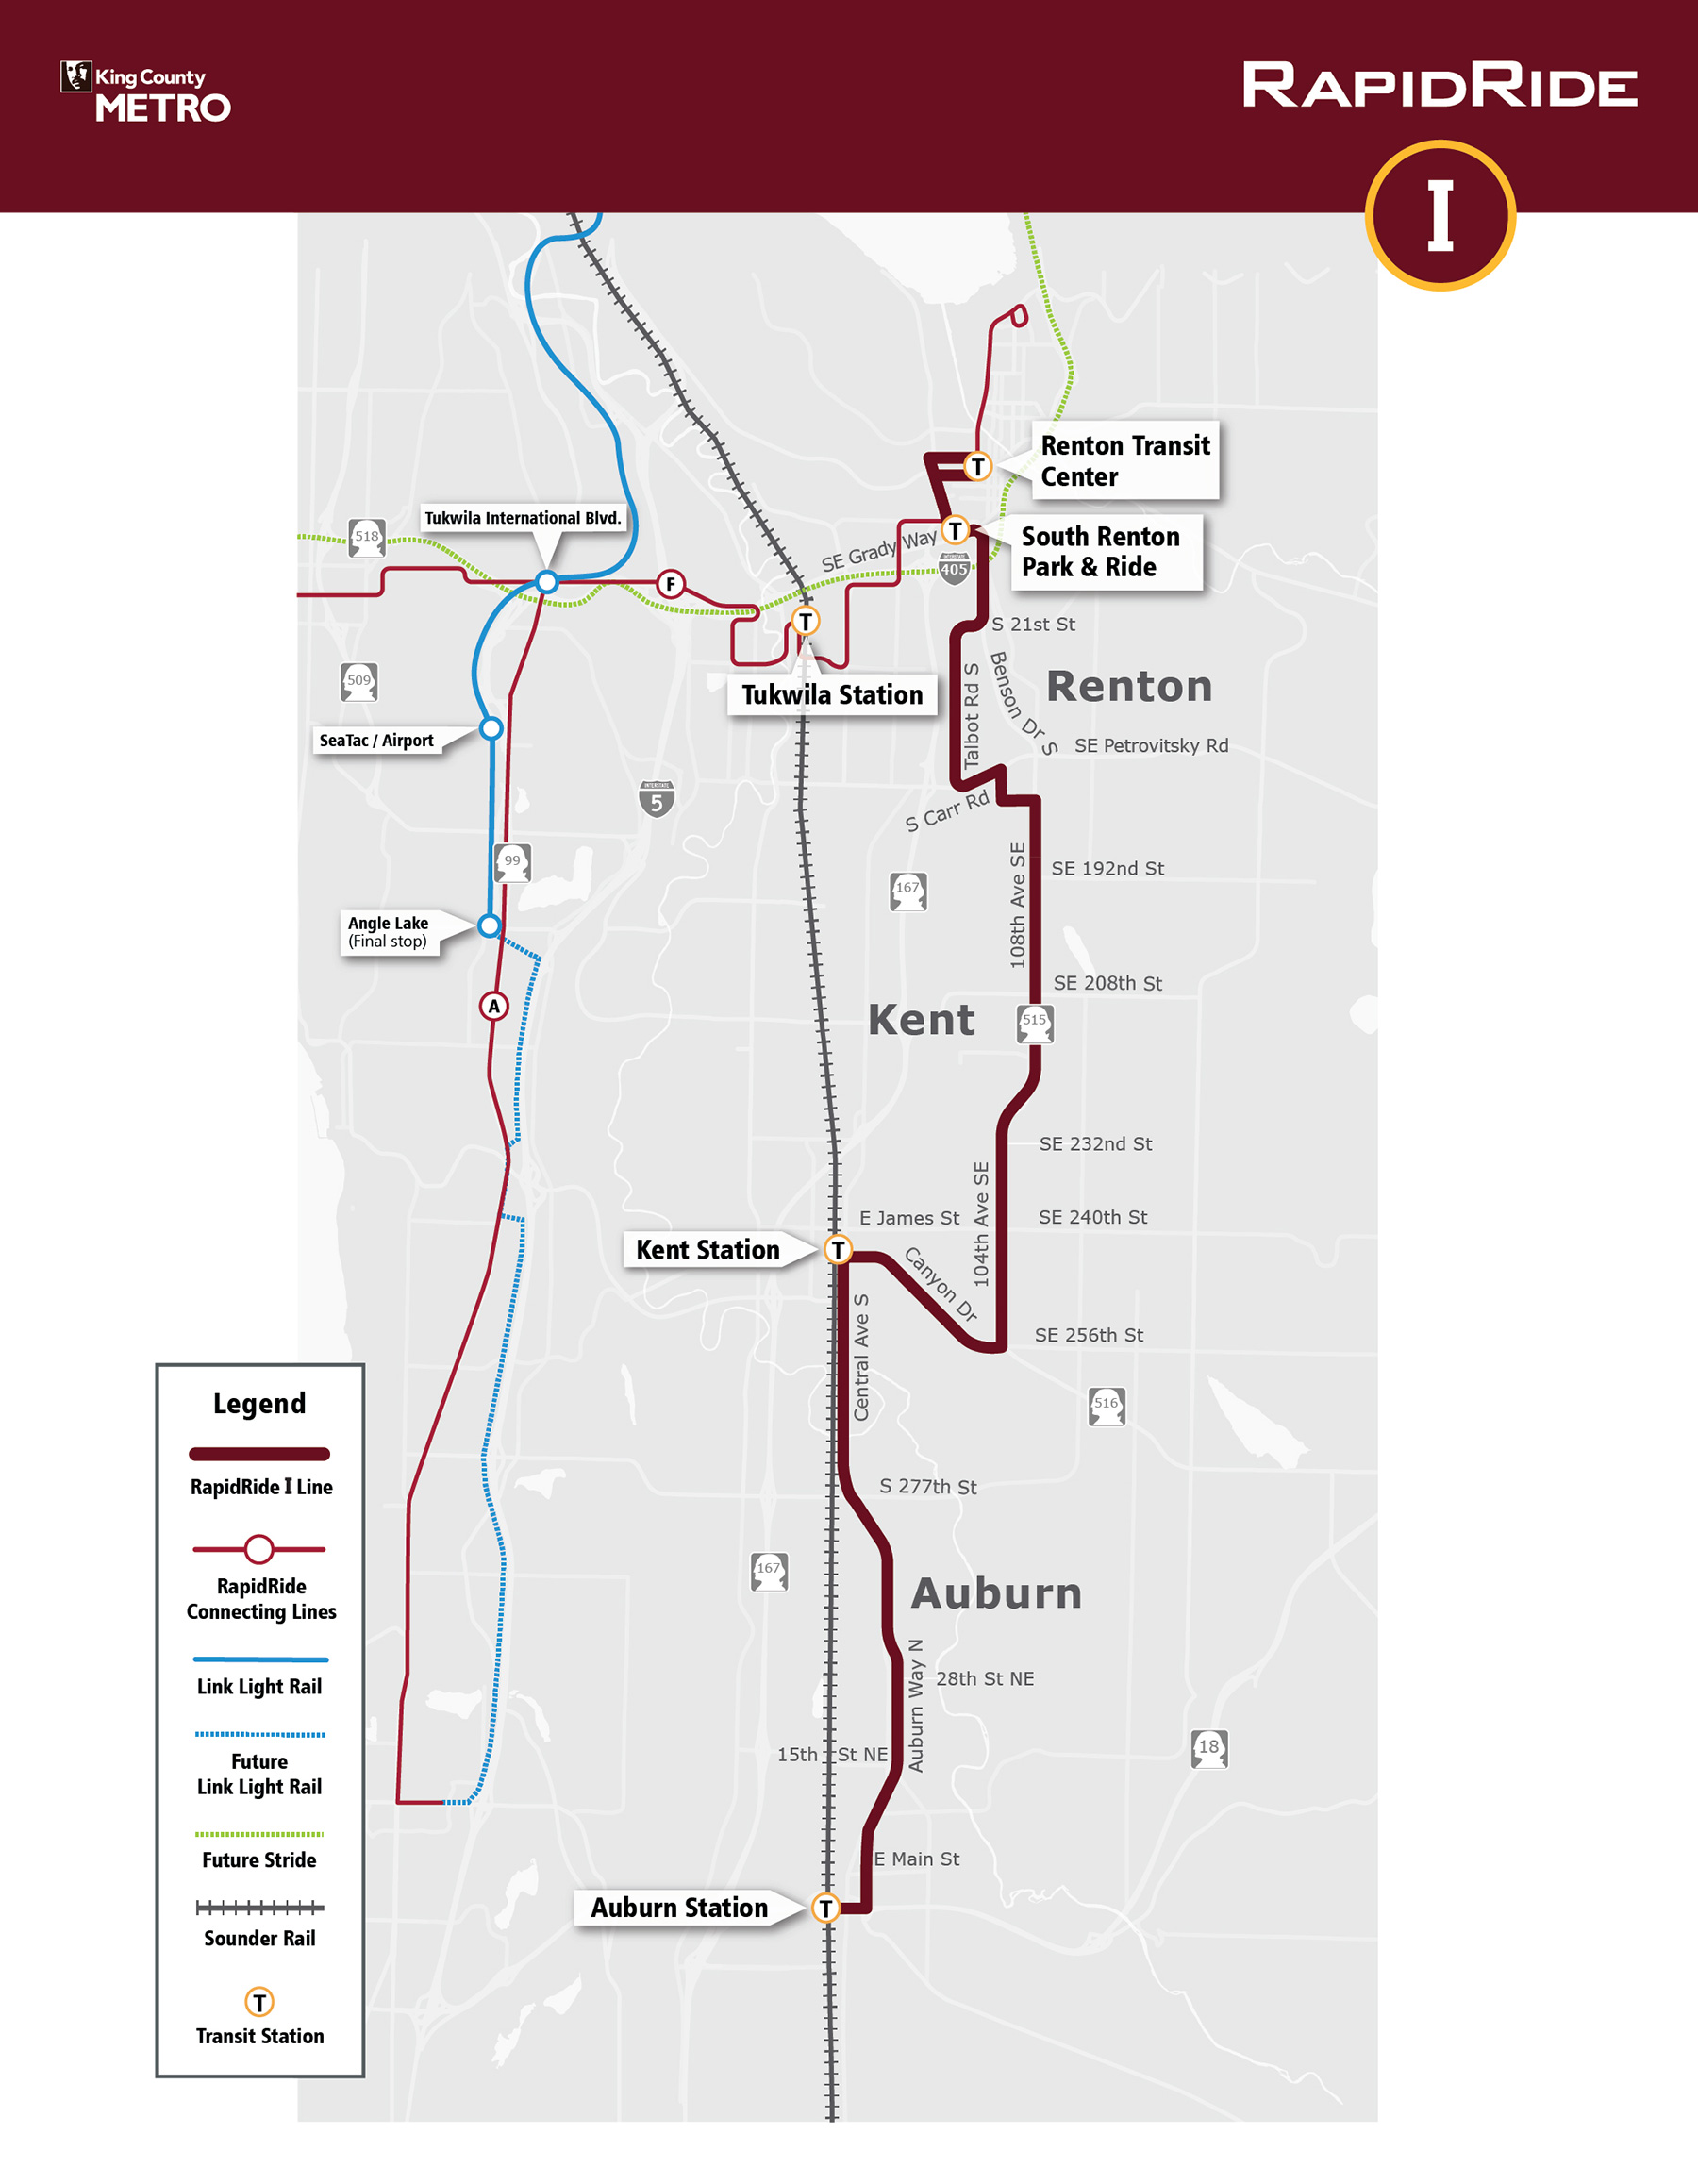 King County
METRO
RAPIDRIDE
I
Renton Transit
Center
518
Tukwila International Blvd.
T
T
South Renton
Park & Ride
SE Grady Way
INTERSTATE
405
F
T
S 21st St
509
Tukwila Station
Renton
Talbot Rd S
Benson Dr S
SE Petrovitsky Rd
SeaTac / Airport
INTERSTATE
5
S Carr Rd
99
167
108th Ave SE
SE 192nd St
Angle Lake
(Final stop)
SE 208th St
A
Kent
515
SE 232nd St
E James St
104th Ave SE
SE 240th St
Kent Station
T
Canyon Dr
Central Ave S
SE 256th St
516
S 277th St
167
Auburn
Auburn Way N
28th St NE
15th St NE
18
E Main St
Auburn Station
T
Legend
RapidRide I Line
RapidRide
Connecting Lines
Link Light Rail
Future
Link Light Rail
Future Stride
Sounder Rail
T
Transit Station